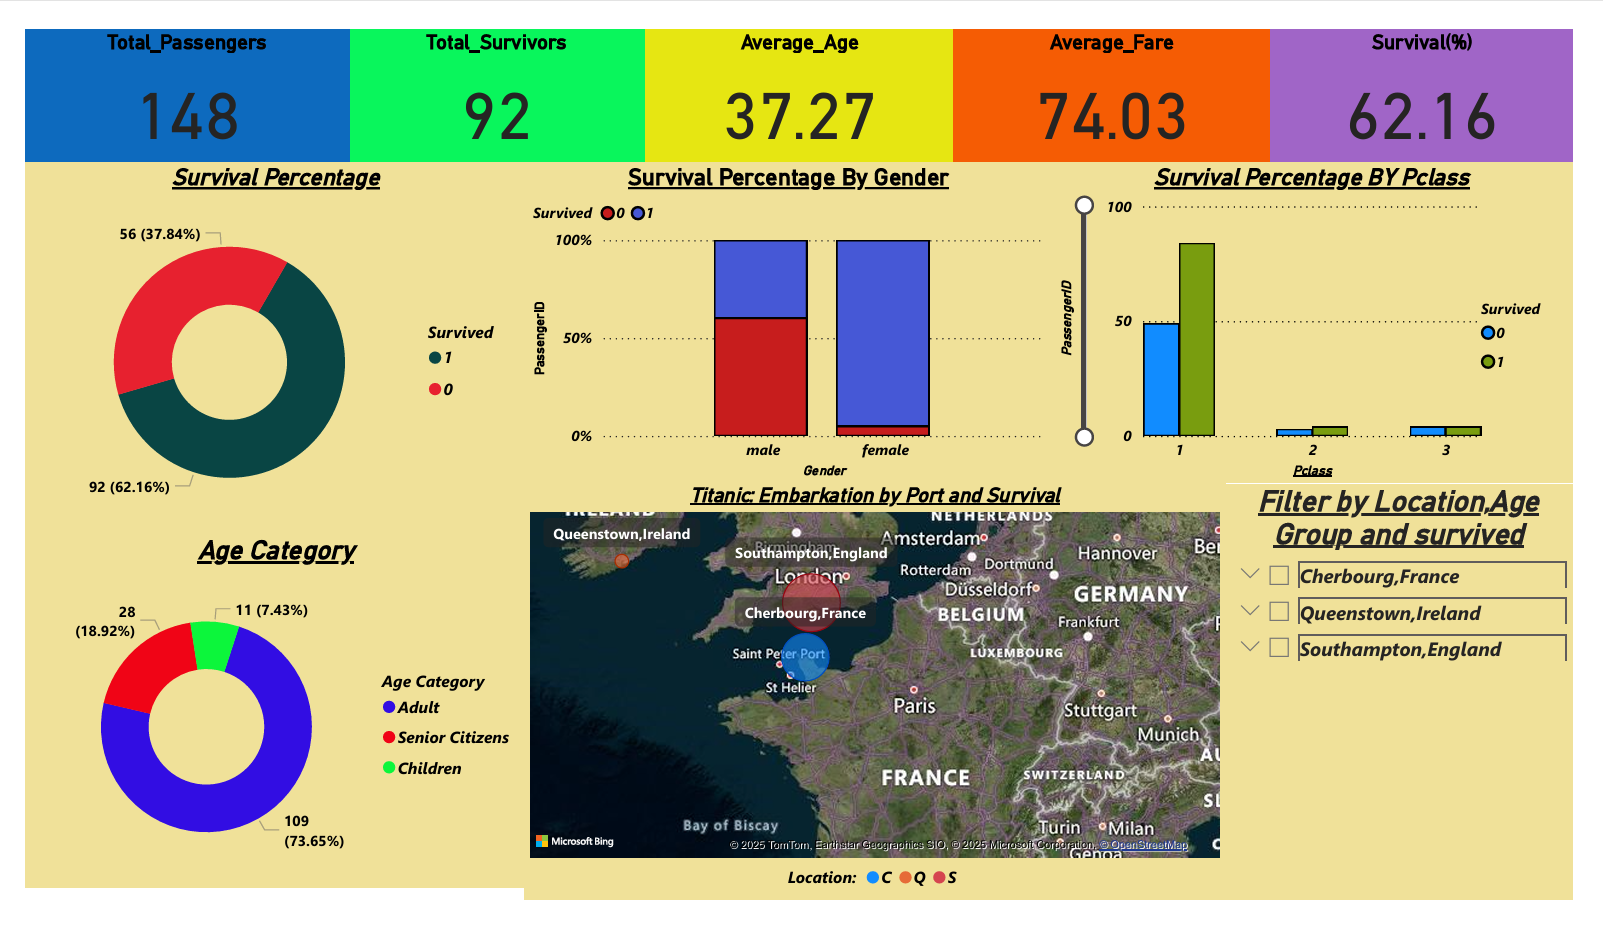 Total_Passengers
148
Total_Survivors
92
Average_Age
37.27
Average_Fare
74.03
Survival(%)
62.16
Survival Percentage
56 (37.84%)
92 (62.16%)
Survived
1
0
Survival Percentage By Gender
Survived 0 1
100%
50%
0%
PassengerID
male female
Gender
Survival Percentage BY Pclass
100
50
0
PassengerID
1 2 3
Pclass
Survived
0
1
Age Category
28
(18.92%)
11 (7.43%)
109
(73.65%)
Age Category
Adult
Senior Citizens
Children
Titanic: Embarkation by Port and Survival
IRELAND
NETHERLANDS
Queenstown,Ireland
Birmingham
Amsterdam
Southampton,England
Hannover
Ber
London
Rotterdam
Dortmund
Düsseldorf
GERMANY
Cherbourg,France
BELGIUM
Frankfurt
Saint Peter Port
LUXEMBOURG
St Helier
Paris
Stuttgart
Munich
AU
FRANCE
SWITZERLAND
SL
Bay of Biscay
Turin
Milan
Genoa
Microsoft Bing
© 2025 TomTom, Earthstar Geographics SIO, © 2025 Microsoft Corporation, © OpenStreetMap
Location: C Q S
Filter by Location,Age
Group and survived
Cherbourg,France
Queenstown,Ireland
Southampton,England